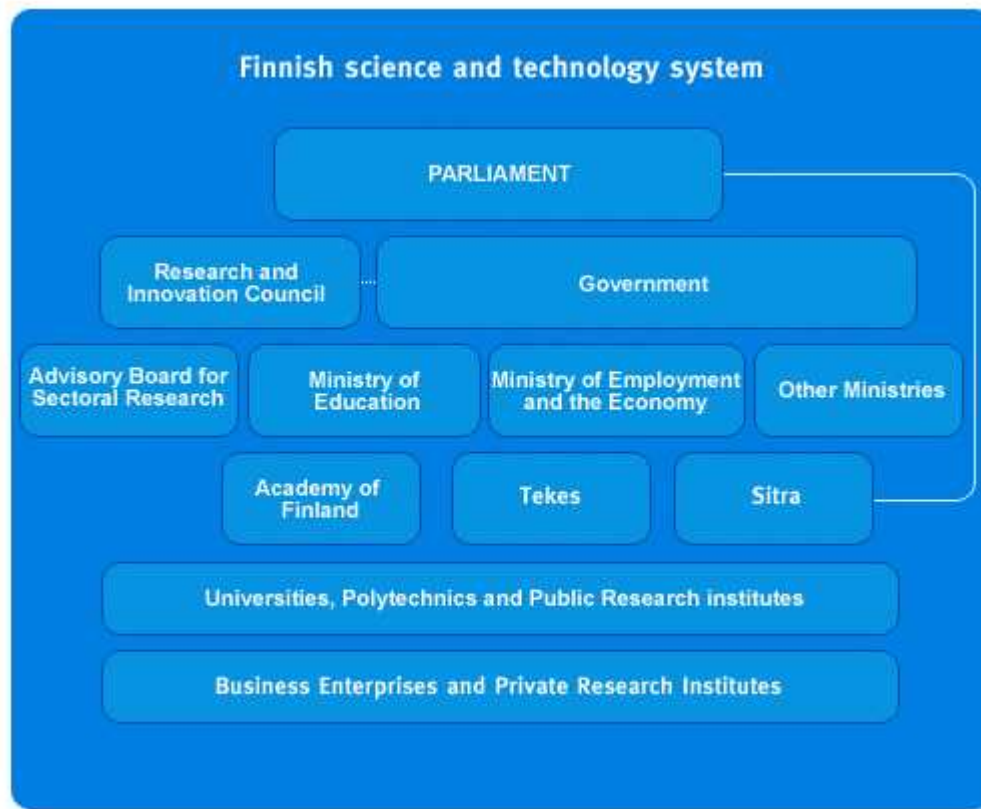 Finnish science and technology system
PARLIAMENT
Research and
Innovation Council
Government
Advisory Board for
Sectoral Research
Ministry of
Education
Ministry of Employment
and the Economy
Other Ministries
Academy of
Finland
Tekes
Sitra
Universities, Polytechnics and Public Research institutes
Business Enterprises and Private Research Institutes